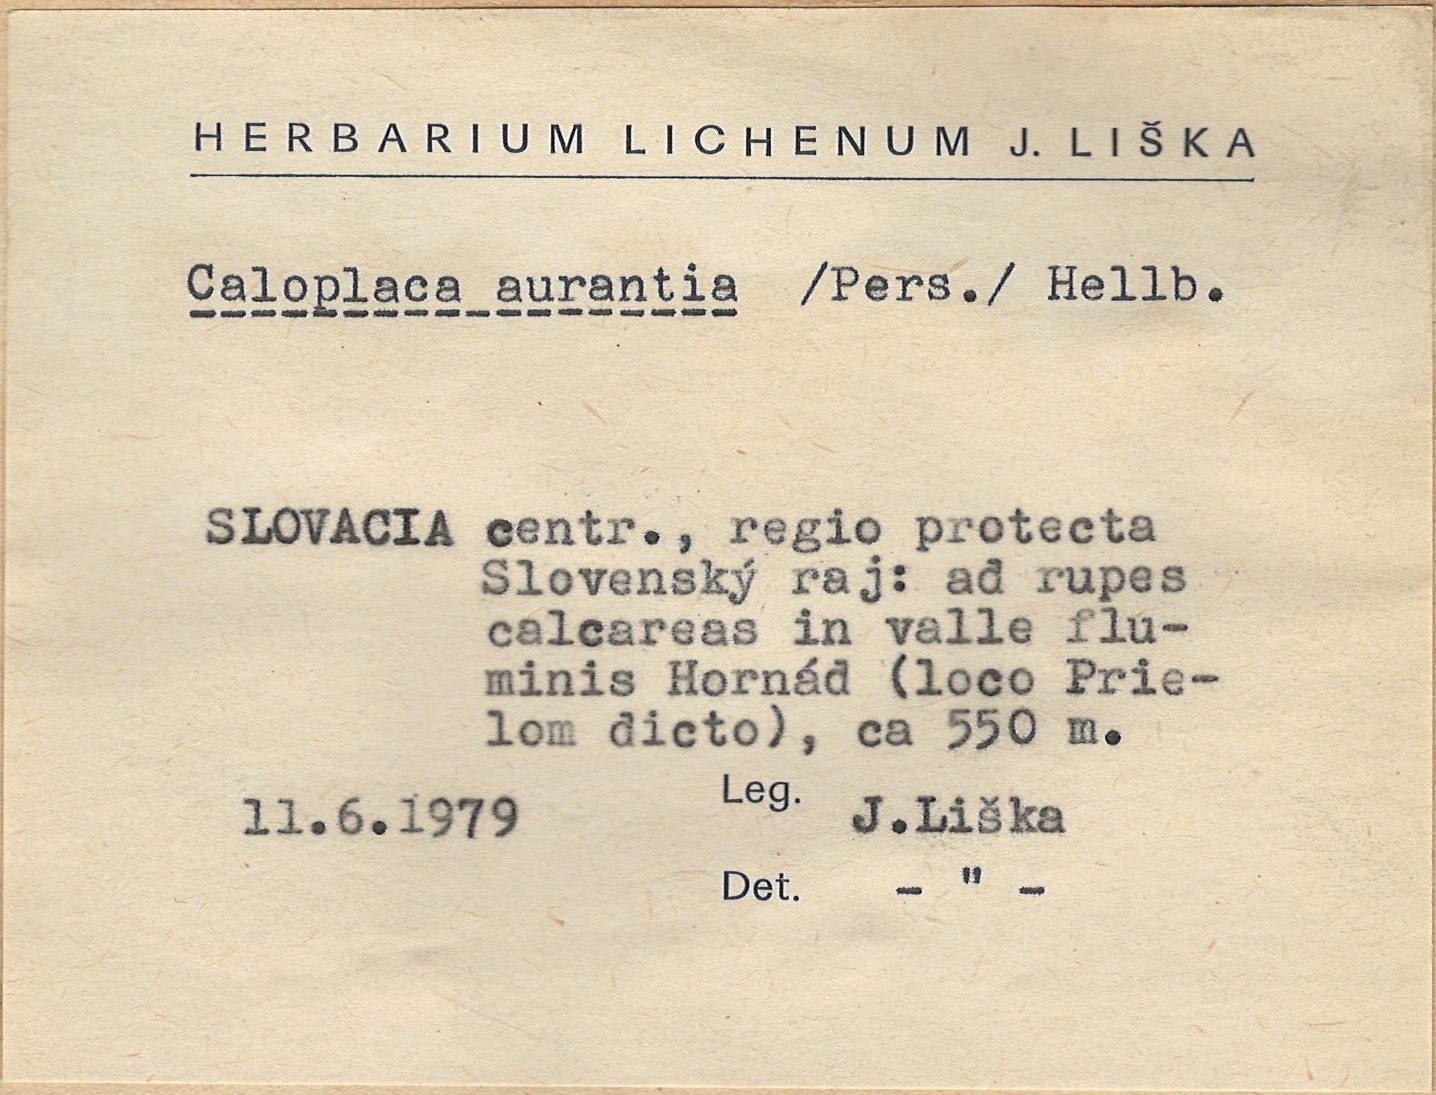 HERBARIUM LICHENUM J. LIŠKA
Caloplaca aurantia /Pers./ Hellb.
SLOVACIA centr., regio protecta
Slovenský raj: ad rupes
calcareas in valle flu-
minis Hornád (loco Prie-
lom dicto), ca 550 m.
Leg. J.Liška
11.6.1979
Det. - " -